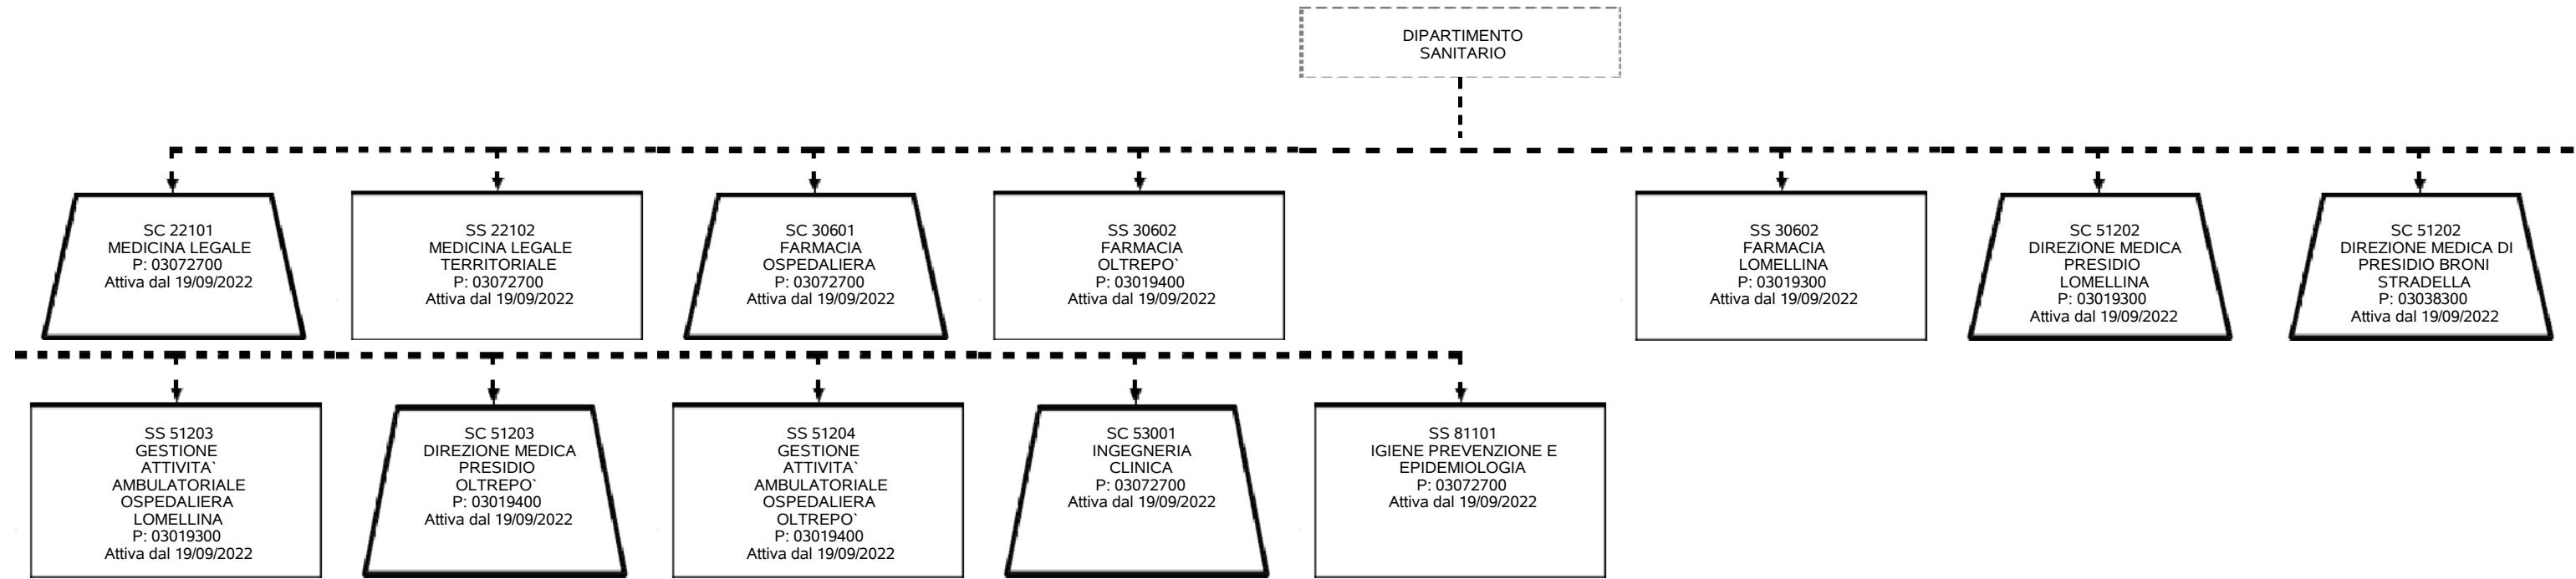 DIPARTIMENTO
SANITARIO
SC 22101
MEDICINA LEGALE
P: 03072700
Attiva dal 19/09/2022
SS 22102
MEDICINA LEGALE
TERRITORIALE
P: 03072700
Attiva dal 19/09/2022
SC 30601
FARMACIA
OSPEDALIERA
P: 03072700
Attiva dal 19/09/2022
SS 30602
FARMACIA
OLTREPO`
P: 03019400
Attiva dal 19/09/2022
SS 30602
FARMACIA
LOMELLINA
P: 03019300
Attiva dal 19/09/2022
SC 51202
DIREZIONE MEDICA
PRESIDIO
LOMELLINA
P: 03019300
Attiva dal 19/09/2022
SC 51202
DIREZIONE MEDICA DI
PRESIDIO BRONI
STRADELLA
P: 03038300
Attiva dal 19/09/2022
SS 51203
GESTIONE
ATTIVITA`
AMBULATORIALE
OSPEDALIERA
LOMELLINA
P: 03019300
Attiva dal 19/09/2022
SC 51203
DIREZIONE MEDICA
PRESIDIO
OLTREPO`
P: 03019400
Attiva dal 19/09/2022
SS 51204
GESTIONE
ATTIVITA`
AMBULATORIALE
OSPEDALIERA
OLTREPO`
P: 03019400
Attiva dal 19/09/2022
SC 53001
INGEGNERIA
CLINICA
P: 03072700
Attiva dal 19/09/2022
SS 81101
IGIENE PREVENZIONE E
EPIDEMIOLOGIA
P: 03072700
Attiva dal 19/09/2022